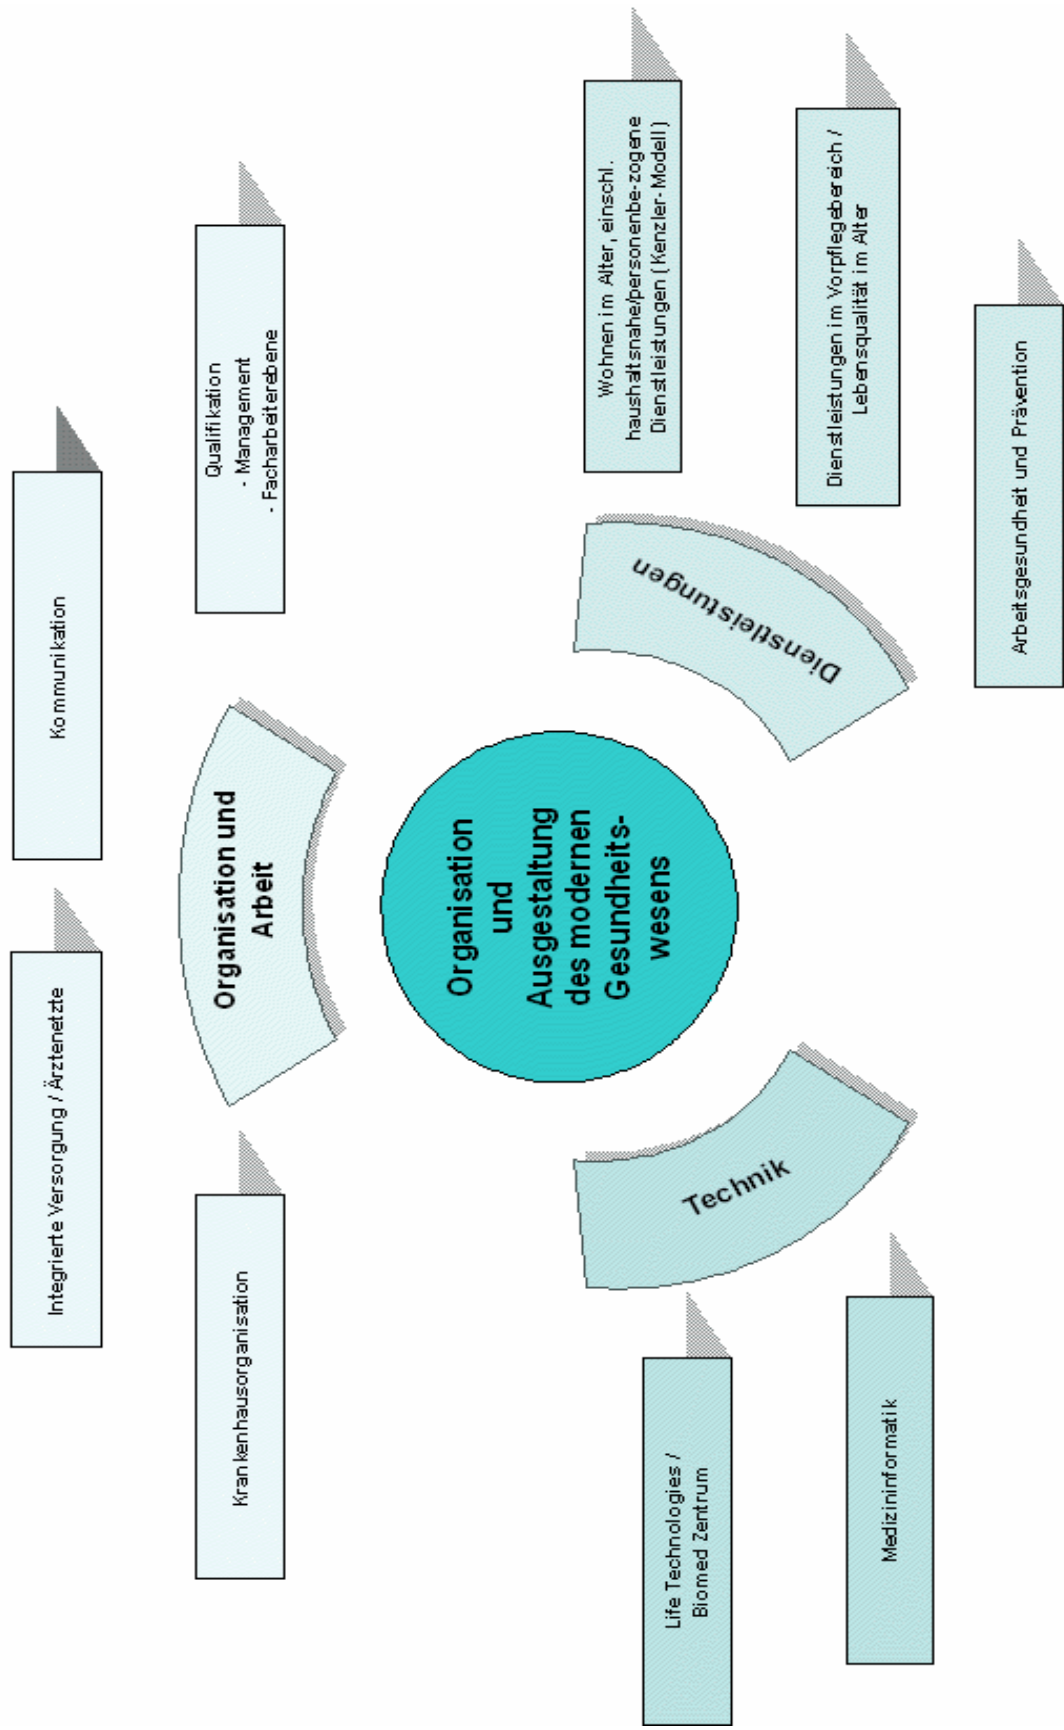 Integrierte Versorgung / Ärztenetzte
Kommunikation
Krankenhausorganisation
Organisation und
Arbeit
Qualifikation
- Management
- Facharbeiterebene
Organisation
und
Ausgestaltung
des modernen
Gesundheits-
wesens
Technik
Dienstleistungen
Life Technologies /
Biomed Zentrum
Medizininformatik
Wohnen im Alter, einschl.
haushaltsnahe/personenbe-zogene
Dienstleistungen ( Kenzler-Modell )
Dienstleistungen im Vorpflegebereich /
Lebensqualität im Alter
Arbeitsgesundheit und Prävention